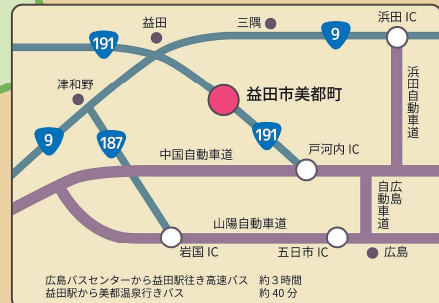 浜田 IC
益田
三隅
9
191
浜田自動車道
津和野
益田市美都町
9
187
191
戸河内 IC
中国自動車道
広島自動車道
山陽自動車道
岩国 IC
五日市 IC
広島
広島バスセンターから益田駅往き高速バス 約３時間
益田駅から美都温泉行きバス 約 40 分